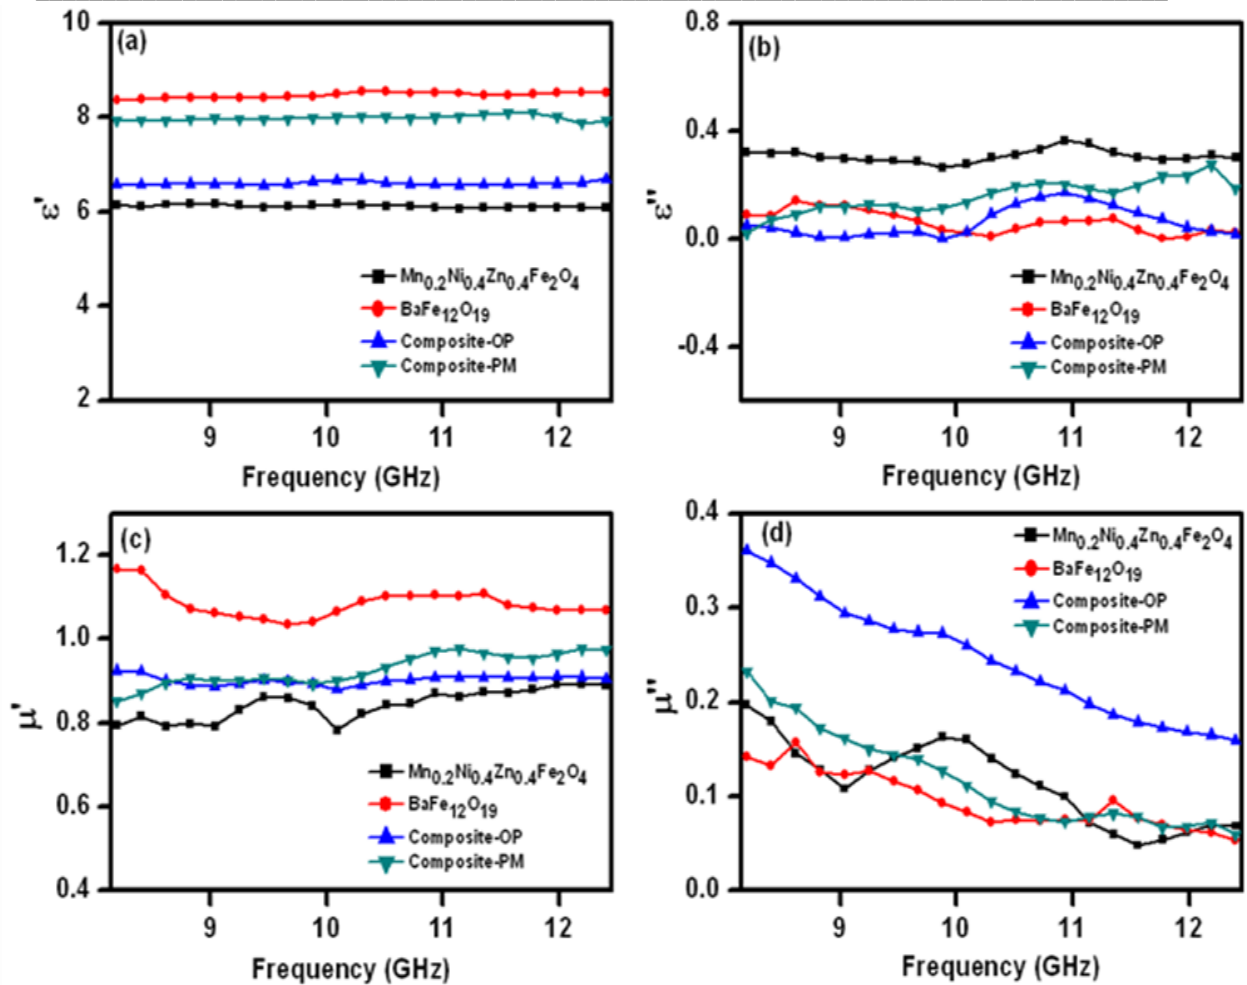 (a)
10
8
6
4
2
ε'
Mn0.2Ni0.4Zn0.4Fe2O4
BaFe12O19
Composite-OP
Composite-PM
9 10 11 12
Frequency (GHz)
(b)
0.8
0.4
0.0
-0.4
ε''
Mn0.2Ni0.4Zn0.4Fe2O4
BaFe12O19
Composite-OP
Composite-PM
9 10 11 12
Frequency (GHz)
(c)
1.2
1.0
0.8
0.6
0.4
μ'
Mn0.2Ni0.4Zn0.4Fe2O4
BaFe12O19
Composite-OP
Composite-PM
9 10 11 12
Frequency (GHz)
(d)
0.4
0.3
0.2
0.1
0.0
μ''
Mn0.2Ni0.4Zn0.4Fe2O4
BaFe12O19
Composite-OP
Composite-PM
9 10 11 12
Frequency (GHz)